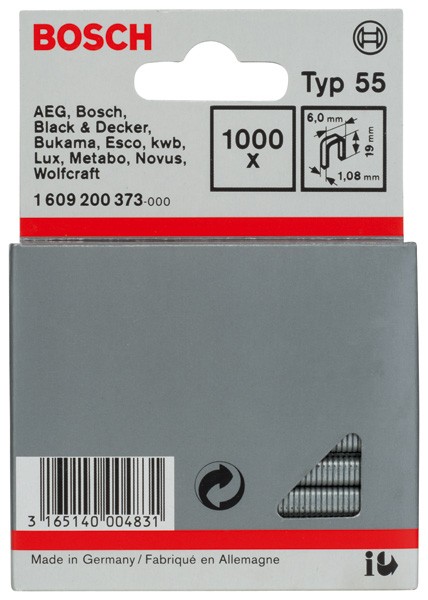 BOSCH
Typ 55
AEG, Bosch,
Black & Decker,
Bukama, Esco, kwb,
Lux, Metabo, Novus,
Wolfcraft
1 609 200 373-000
1000
x
6,0 mm
19 mm
1,08 mm
3 165140 004831
Made in Germany / Fabriqué en Allemagne